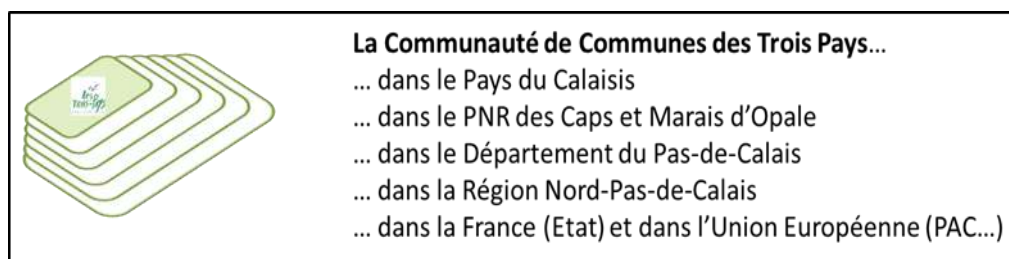 La Communauté de Communes des Trois Pays...
... dans le Pays du Calaisis
... dans le PNR des Caps et Marais d'Opale
... dans le Département du Pas-de-Calais
... dans la Région Nord-Pas-de-Calais
... dans la France (Etat) et dans l'Union Européenne (PAC...)